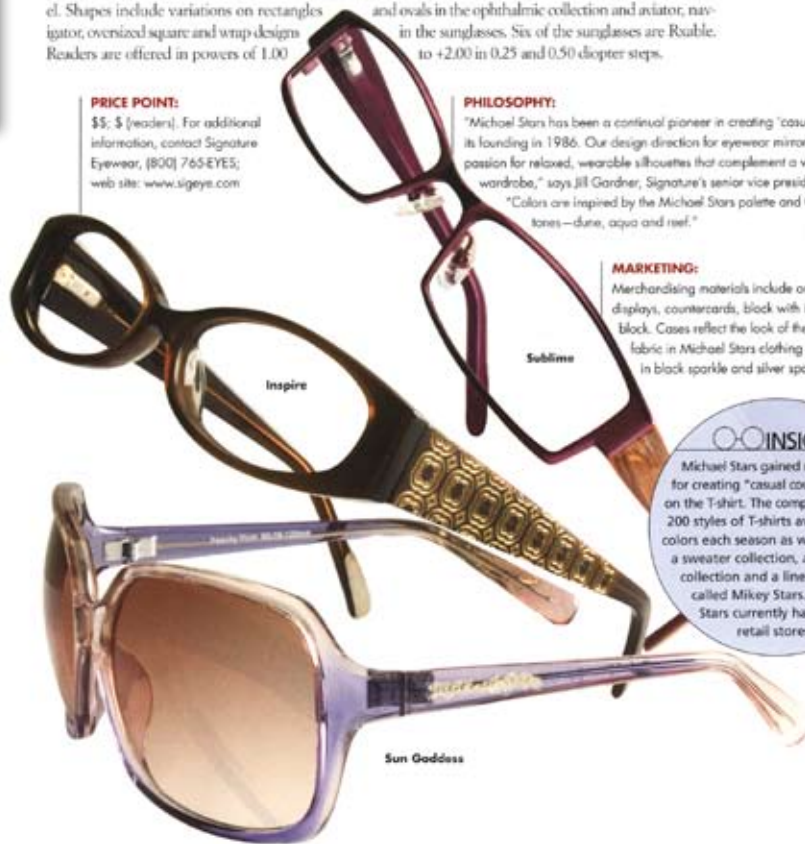 el. Shapes include variations on rectangles and ovals in the ophthalmic collection and aviator, nav-
igator, oversized square and wrap designs in the sunglasses. Six of the sunglasses are Rxable.
Readers are offered in powers of 1.00 to +2.00 in 0.25 and 0.50 diopter steps.
PRICE POINT:
$$; $ (readers). For additional
information, contact Signature
Eyewear, (800) 765-EYES;
web site: www.sigeye.com
PHILOSOPHY:
"Michael Stars has been a continual pioneer in creating 'casu
its founding in 1986. Our design direction for eyewear mirror
passion for relaxed, wearable silhouettes that complement a v
wardrobe," says Jill Gardner, Signature's senior vice presid
"Colors are inspired by the Michael Stars palette and
tones—dune, aqua and reef."
MARKETING:
Merchandising materials include
displays, countercards, block with
block. Cases reflect the look of the
fabric in Michael Stars clothing
in black sparkle and silver spa
Sublime
Inspire
INSI
Michael Stars gained
for creating "casual cou
on the T-shirt. The comp
200 styles of T-shirts a
colors each season as w
a sweater collection, a
collection and a line
called Mikey Stars.
Stars currently ha
retail store
Sun Goddess